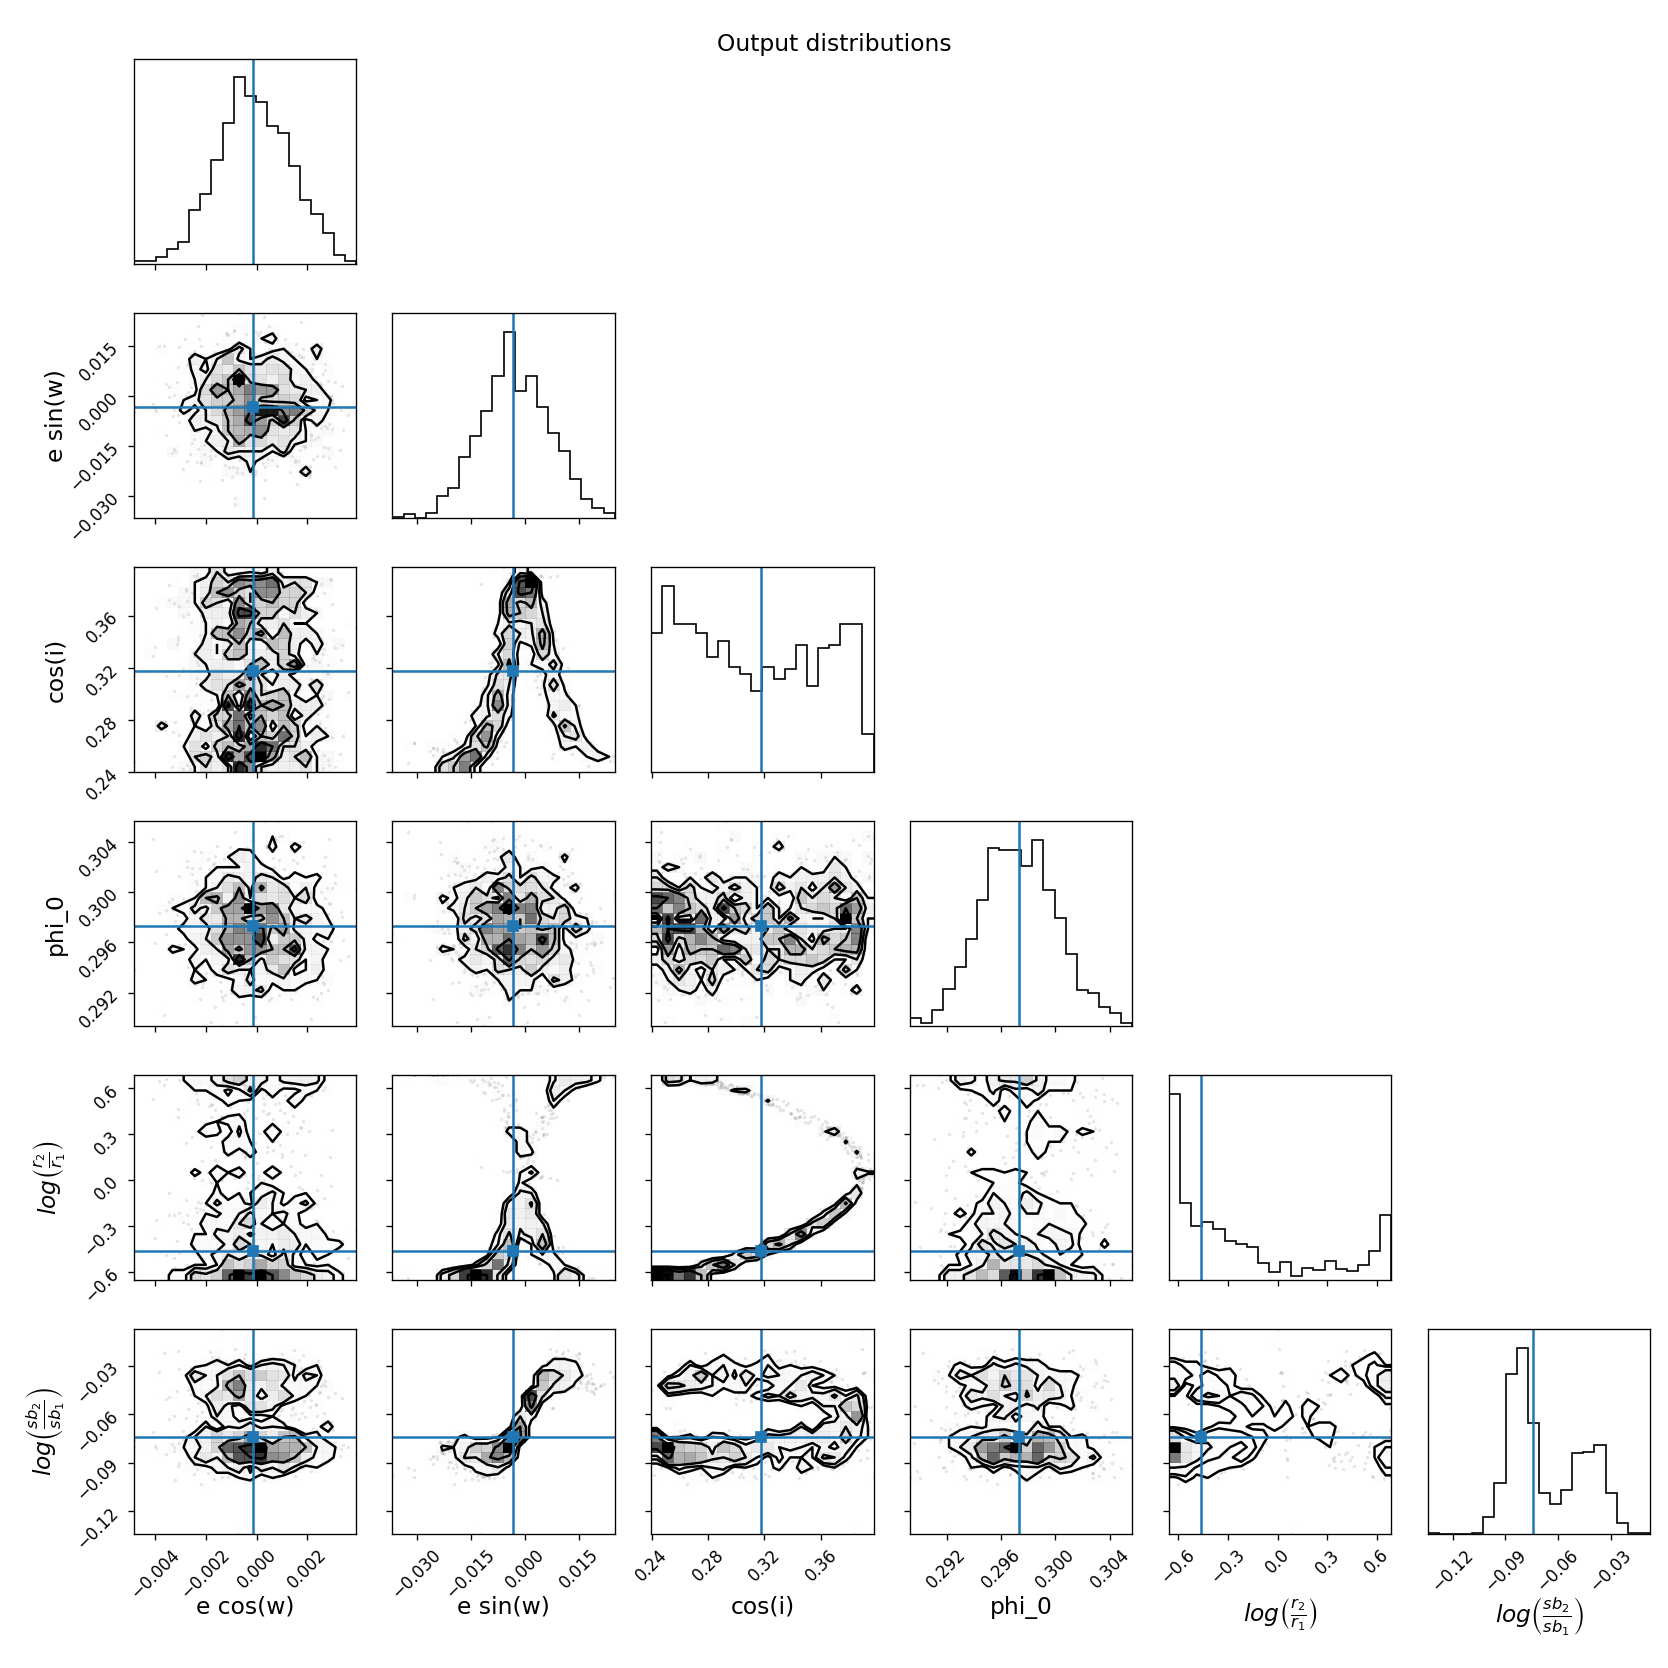 Output distributions
0.015
0.000
−0.015
−0.030
e sin(w)
0.36
0.32
0.28
0.24
cos(i)
0.304
0.300
0.296
0.292
phi_0
0.6
0.3
0.0
−0.3
−0.6
log(r2/r1)
−0.03
−0.06
−0.09
−0.12
log(sb2/sb1)
−0.004 −0.002 0.000 0.002
−0.030 −0.015 0.000 0.015
0.24 0.28 0.32 0.36
0.292 0.296 0.300 0.304
−0.6 −0.3 0.0 0.3 0.6
−0.12 −0.09 −0.06 −0.03
e cos(w)
e sin(w)
cos(i)
phi_0
log(r2/r1)
log(sb2/sb1)